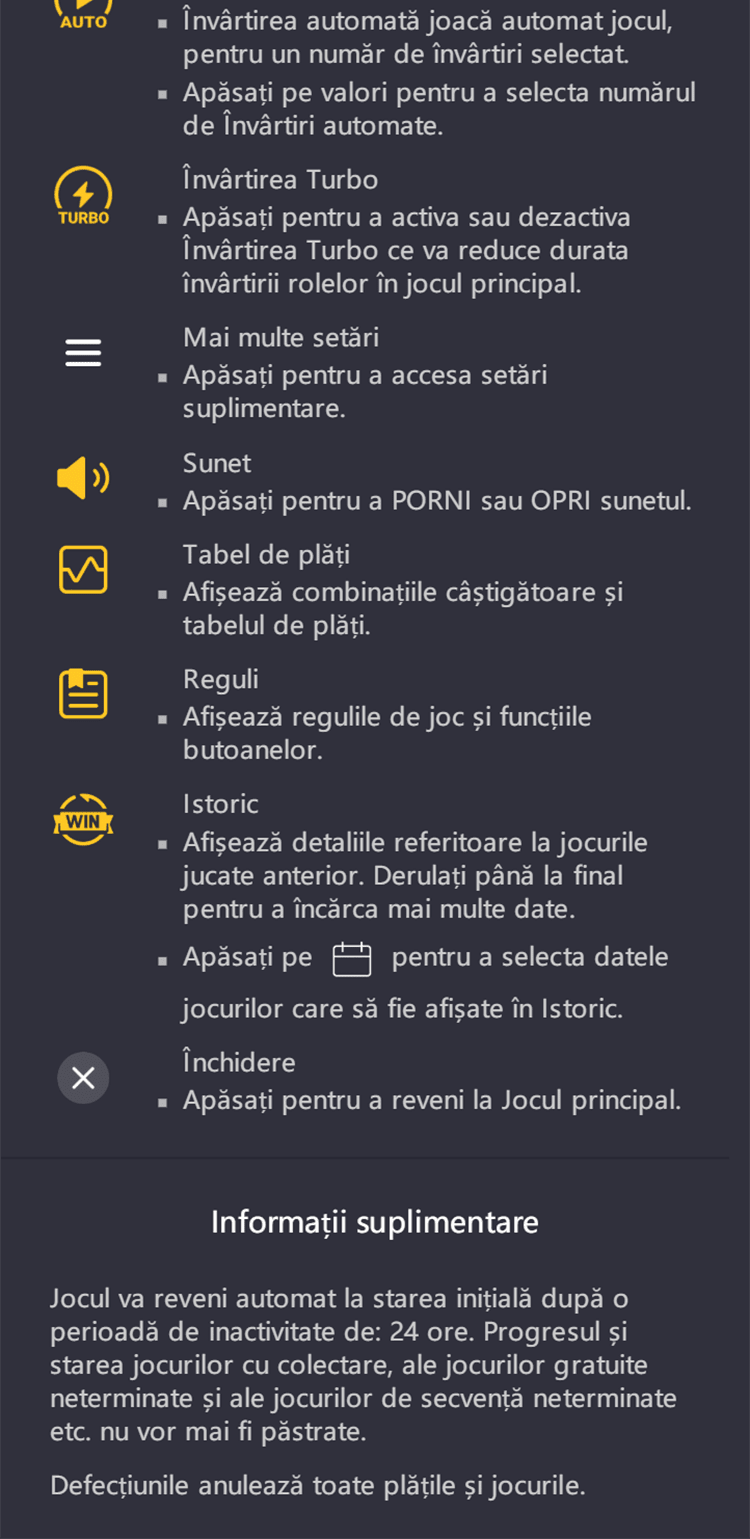 AUTO
Învârtirea automată joacă automat jocul,
pentru un număr de învârtiri selectat.
Apăsați pe valori pentru a selecta numărul
de Învârtiri automate.
TURBO
Învârtirea Turbo
Apăsați pentru a activa sau dezactiva
Învârtirea Turbo ce va reduce durata
învârtirii rolelor în jocul principal.
Mai multe setări
Apăsați pentru a accesa setări
suplimentare.
Sunet
Apăsați pentru a PORNI sau OPRI sunetul.
Tabel de plăți
Afișează combinațiile câștigătoare și
tabelul de plăți.
Reguli
Afișează regulile de joc și funcțiile
butoanelor.
WIN
Istoric
Afișează detaliile referitoare la jocurile
jucate anterior. Derulați până la final
pentru a încărca mai multe date.
Apăsați pe pentru a selecta datele
jocurilor care să fie afișate în Istoric.
Închidere
Apăsați pentru a reveni la Jocul principal.
Informații suplimentare
Jocul va reveni automat la starea inițială după o
perioadă de inactivitate de: 24 ore. Progresul și
starea jocurilor cu colectare, ale jocurilor gratuite
neterminate și ale jocurilor de secvență neterminate
etc. nu vor mai fi păstrate.
Defecțiunile anulează toate plățile și jocurile.